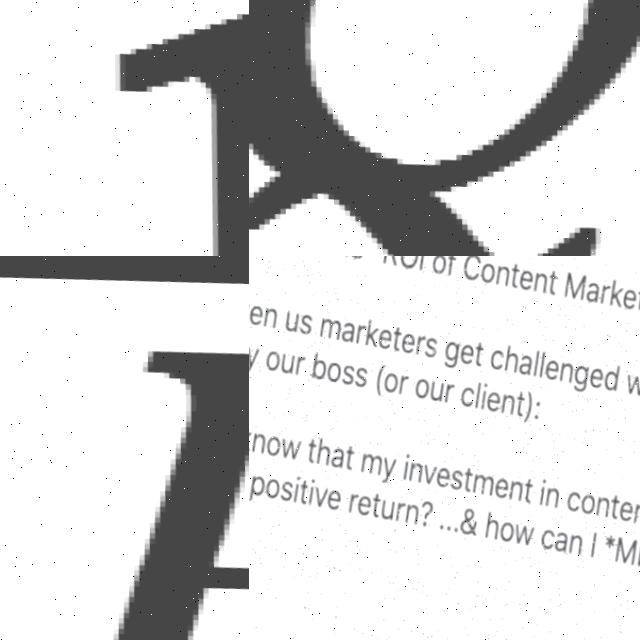 ROI of Content Marke
en us marketers get challenged w
y our boss (or our client):
now that my investment in conten
positive return? ...& how can I *M